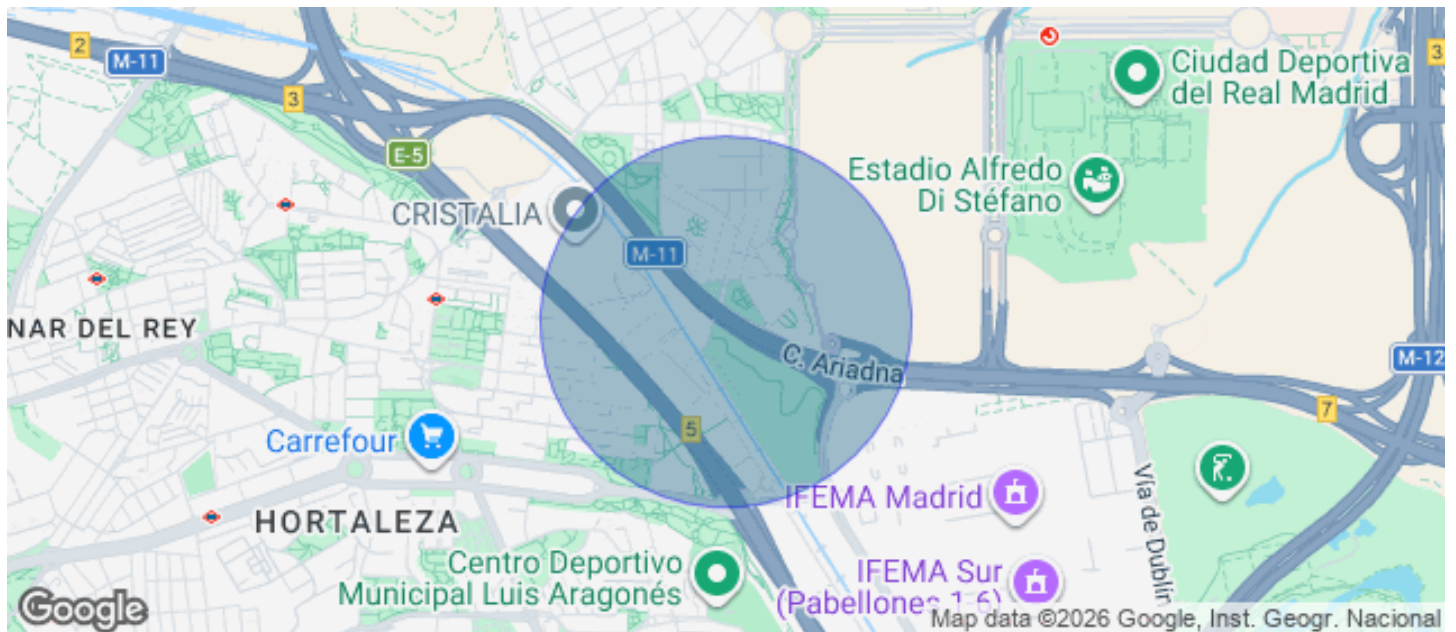 2
M-11
3
E-5
Ciudad Deportiva
del Real Madrid
3
Estadio Alfredo
Di Stéfano
CRISTALIA
M-11
NAR DEL REY
C. Ariadna
M-12
7
5
Carrefour
HORTALEZA
IFEMA Madrid
Vía de Dublín
Centro Deportivo
Municipal Luis Aragonés
IFEMA Sur
(Pabellones 1-6)
Google
Map data ©2026 Google, Inst. Geogr. Nacional